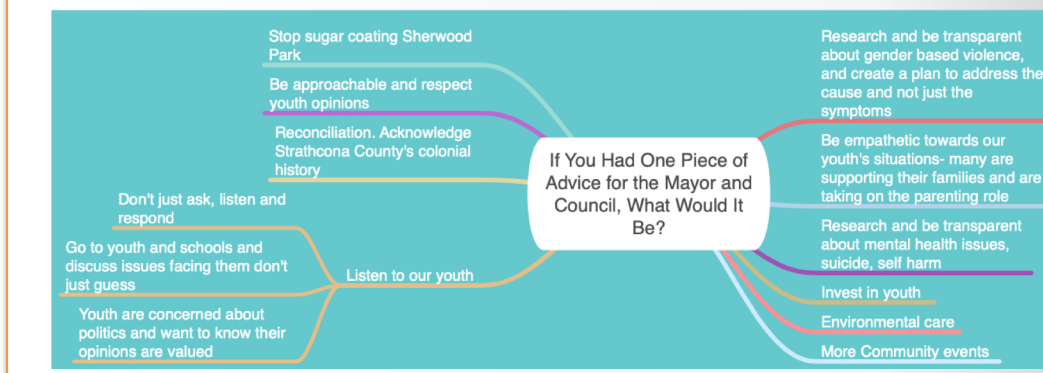 Stop sugar coating Sherwood
Park
Be approachable and respect
youth opinions
Reconciliation. Acknowledge
Strathcona County's colonial
history
Don't just ask, listen and
respond
Go to youth and schools and
discuss issues facing them don't
just guess
Youth are concerned about
politics and want to know their
opinions are valued
Listen to our youth
If You Had One Piece of
Advice for the Mayor and
Council, What Would It
Be?
Research and be transparent
about gender based violence,
and create a plan to address the
cause and not just the
symptoms
Be empathetic towards our
youth's situations- many are
supporting their families and are
taking on the parenting role
Research and be transparent
about mental health issues,
suicide, self harm
Invest in youth
Environmental care
More Community events